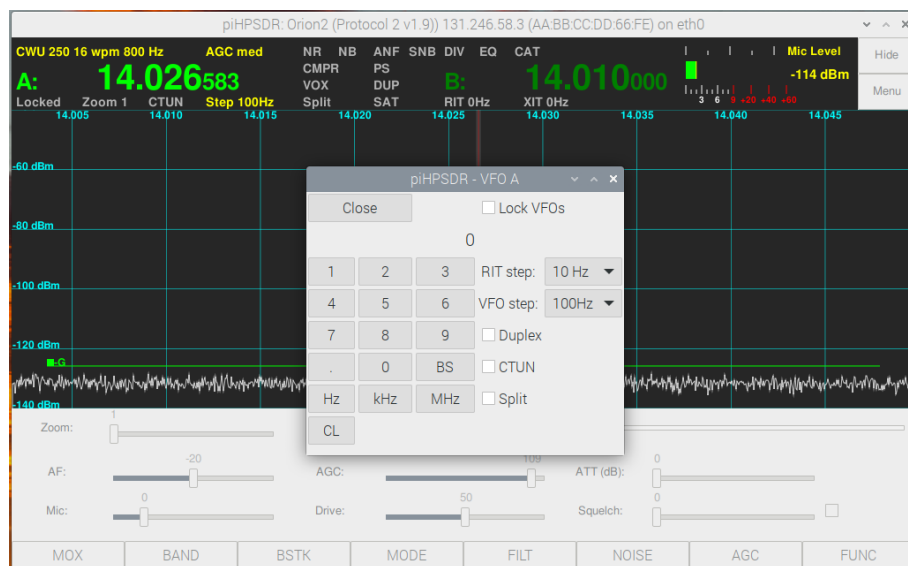 piHPSDR: Orion2 (Protocol 2 v1.9)) 131.246.58.3 (AA:BB:CC:DD:66:FE) on eth0
CWU 250 16 wpm 800 Hz AGC med NR NB ANF SNB DIV EQ CAT Mic Level Hide
CMPR PS
A: 14.026583 VOX DUP B: 14.010000 -114 dBm Menu
Locked Zoom 1 CTUN Step 100Hz Split SAT RIT 0Hz XIT 0Hz 3 6 9 +20 +40 +60
14.005 14.010 14.015 14.020 14.025 14.030 14.035 14.040 14.045
-60 dBm
piHPSDR - VFO A
Close Lock VFOs
-80 dBm
0
1 2 3 RIT step: 10 Hz
-100 dBm
4 5 6 VFO step: 100Hz
7 8 9 Duplex
-120 dBm
-G
. 0 BS CTUN
Hz kHz MHz Split
-140 dBm
CL
Zoom: 1
AF: -20 AGC: 109 ATT (dB): 0
Mic: 0 Drive: 50 Squelch: 0
MOX BAND BSTK MODE FILT NOISE AGC FUNC